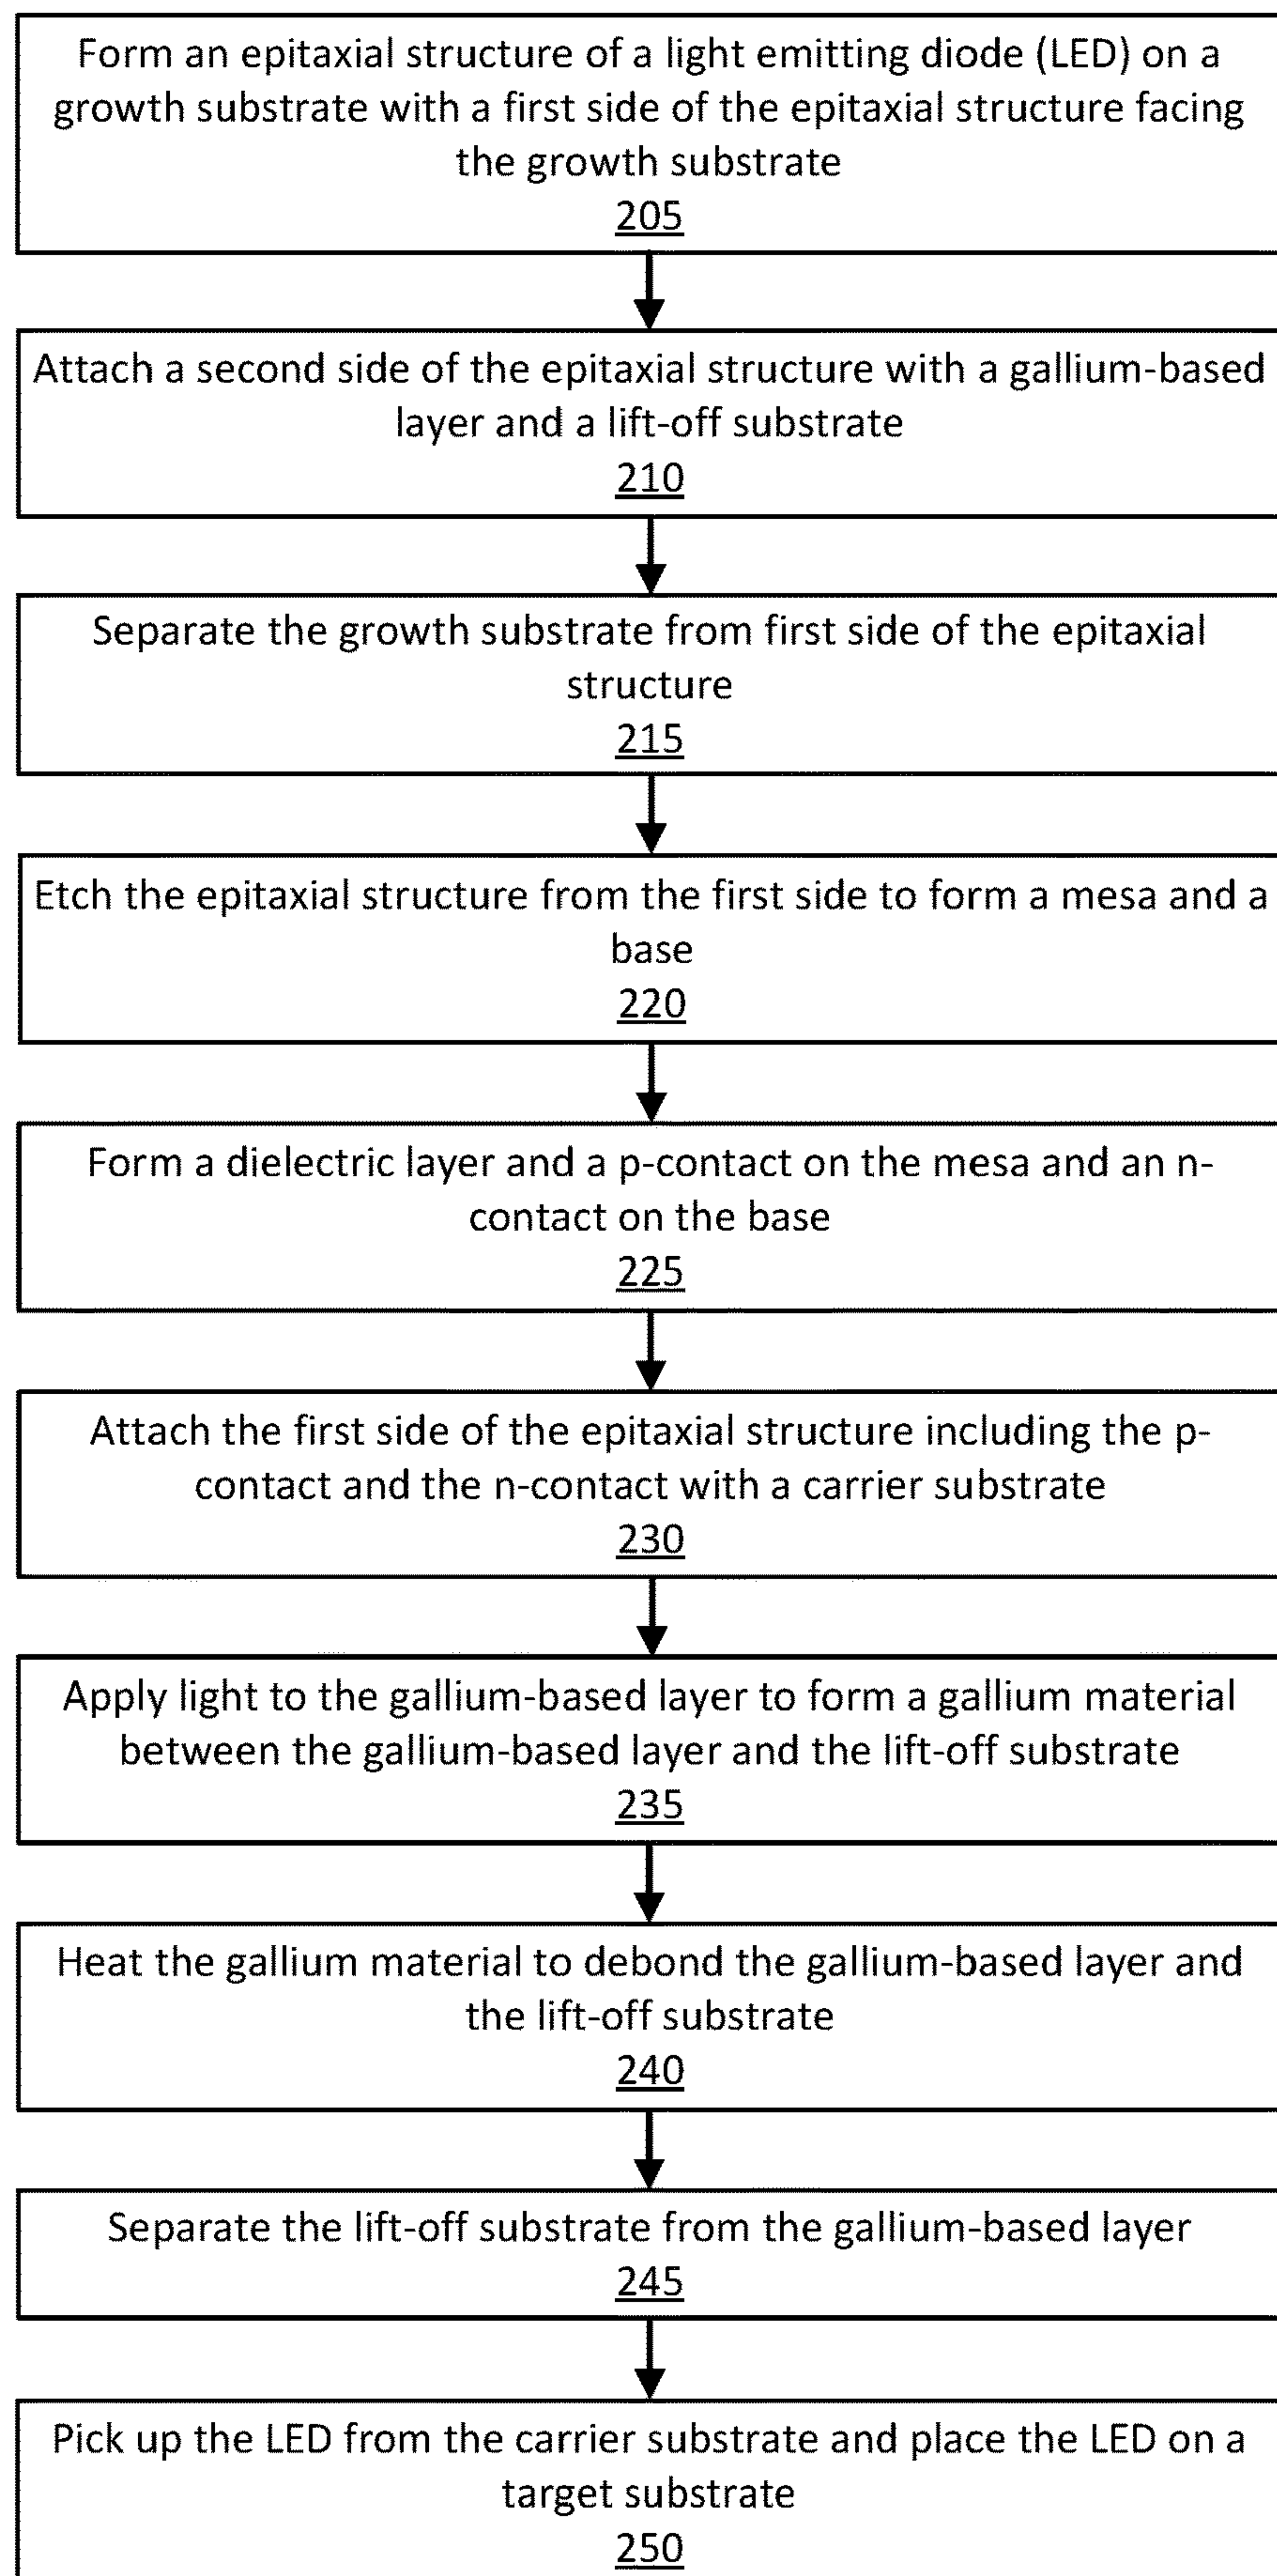 Form an epitaxial structure of a light emitting diode (LED) on a
growth substrate with a first side of the epitaxial structure facing
the growth substrate
205
Attach a second side of the epitaxial structure with a gallium-based
layer and a lift-off substrate
210
Separate the growth substrate from first side of the epitaxial
structure
215
Etch the epitaxial structure from the first side to form a mesa and a
base
220
Form a dielectric layer and a p-contact on the mesa and an n-
contact on the base
225
Attach the first side of the epitaxial structure including the p-
contact and the n-contact with a carrier substrate
230
Apply light to the gallium-based layer to form a gallium material
between the gallium-based layer and the lift-off substrate
235
Heat the gallium material to debond the gallium-based layer and
the lift-off substrate
240
Separate the lift-off substrate from the gallium-based layer
245
Pick up the LED from the carrier substrate and place the LED on a
target substrate
250